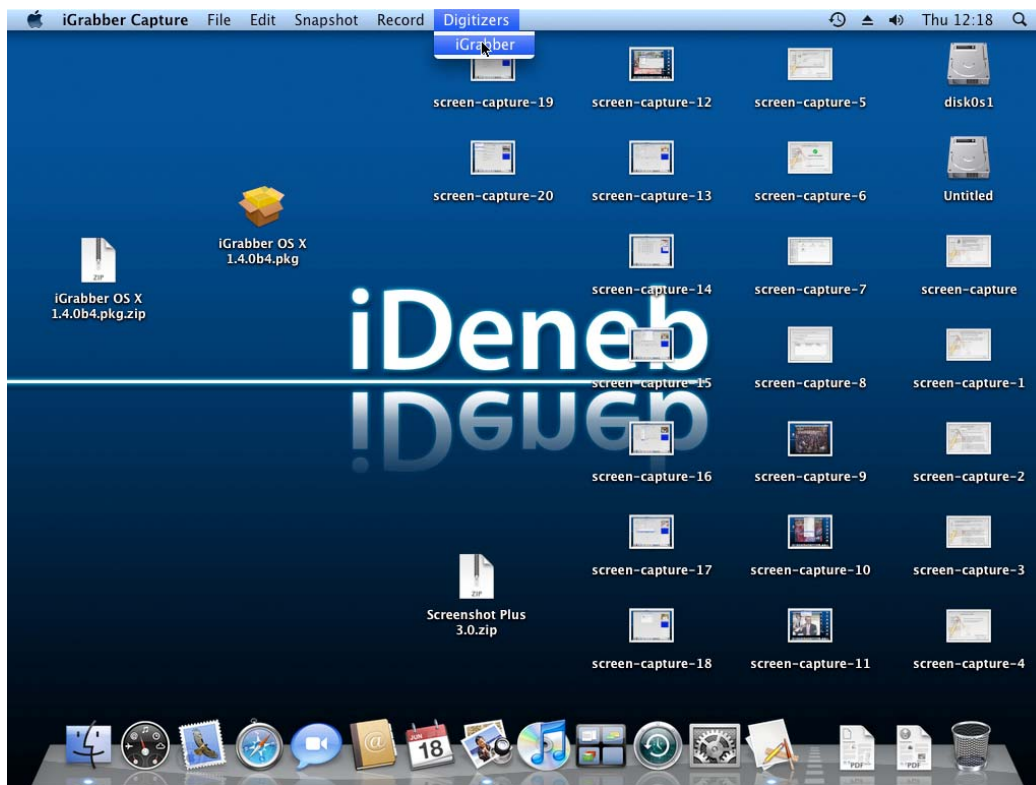 iGrabber Capture File Edit Snapshot Record Digitizers Thu 12:18
iGrabber
screen-capture-19 screen-capture-12 screen-capture-5 disk0s1
screen-capture-20 screen-capture-13 screen-capture-6 Untitled
iGrabber OS X
1.4.0b4.pkg
ZIP
iGrabber OS X
1.4.0b4.pkg.zip
screen-capture-14 screen-capture-7 screen-capture
iDeneb
screen-capture-15 screen-capture-8 screen-capture-1
screen-capture-16 screen-capture-9 screen-capture-2
screen-capture-17 screen-capture-10 screen-capture-3
ZIP
Screenshot Plus
3.0.zip
screen-capture-18 screen-capture-11 screen-capture-4
JUN
18
PDF PDF